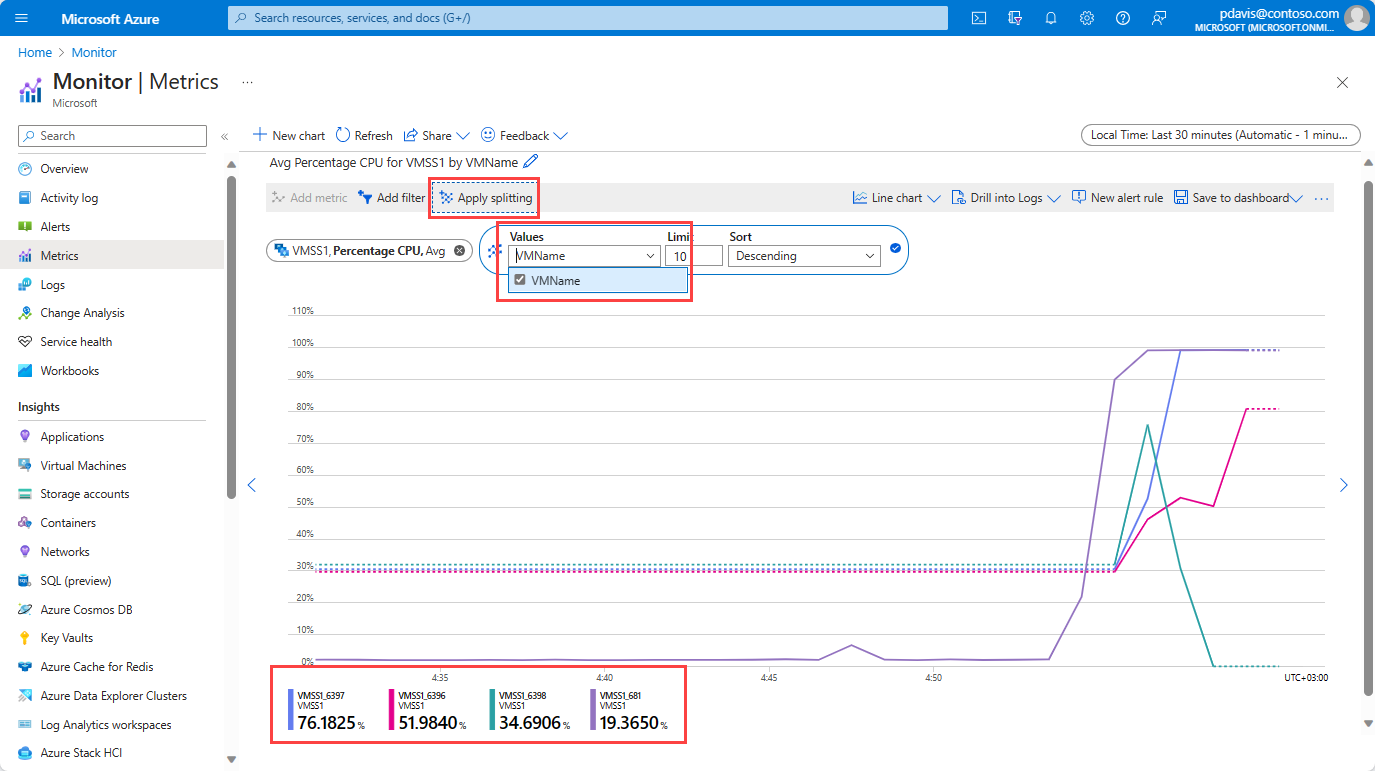 Microsoft Azure
Search resources, services, and docs (G+/)
pdavis@contoso.com
MICROSOFT (MICROSOFT.ONMI...
Home > Monitor
Monitor | Metrics ...
Microsoft
Search
«
Overview
Activity log
Alerts
Metrics
Logs
Change Analysis
Service health
Workbooks
Insights
Applications
Virtual Machines
Storage accounts
Containers
Networks
SQL (preview)
Azure Cosmos DB
Key Vaults
Azure Cache for Redis
Azure Data Explorer Clusters
Log Analytics workspaces
Azure Stack HCI
New chart Refresh Share Feedback
Local Time: Last 30 minutes (Automatic - 1 minu...
Avg Percentage CPU for VMSS1 by VMName
Add metric Add filter Apply splitting
Line chart Drill into Logs New alert rule Save to dashboard ...
VMSS1, Percentage CPU, Avg
Values Limit Sort
VMName 10 Descending
VMName
110%
100%
90%
80%
70%
60%
50%
40%
30%
20%
10%
0%
4:35 4:40 4:45 4:50 UTC+03:00
VMSS1_6397 VMSS1_6396 VMSS1_6398 VMSS1_681
VMSS1 VMSS1 VMSS1 VMSS1
76.1825 % 51.9840 % 34.6906 % 19.3650 %